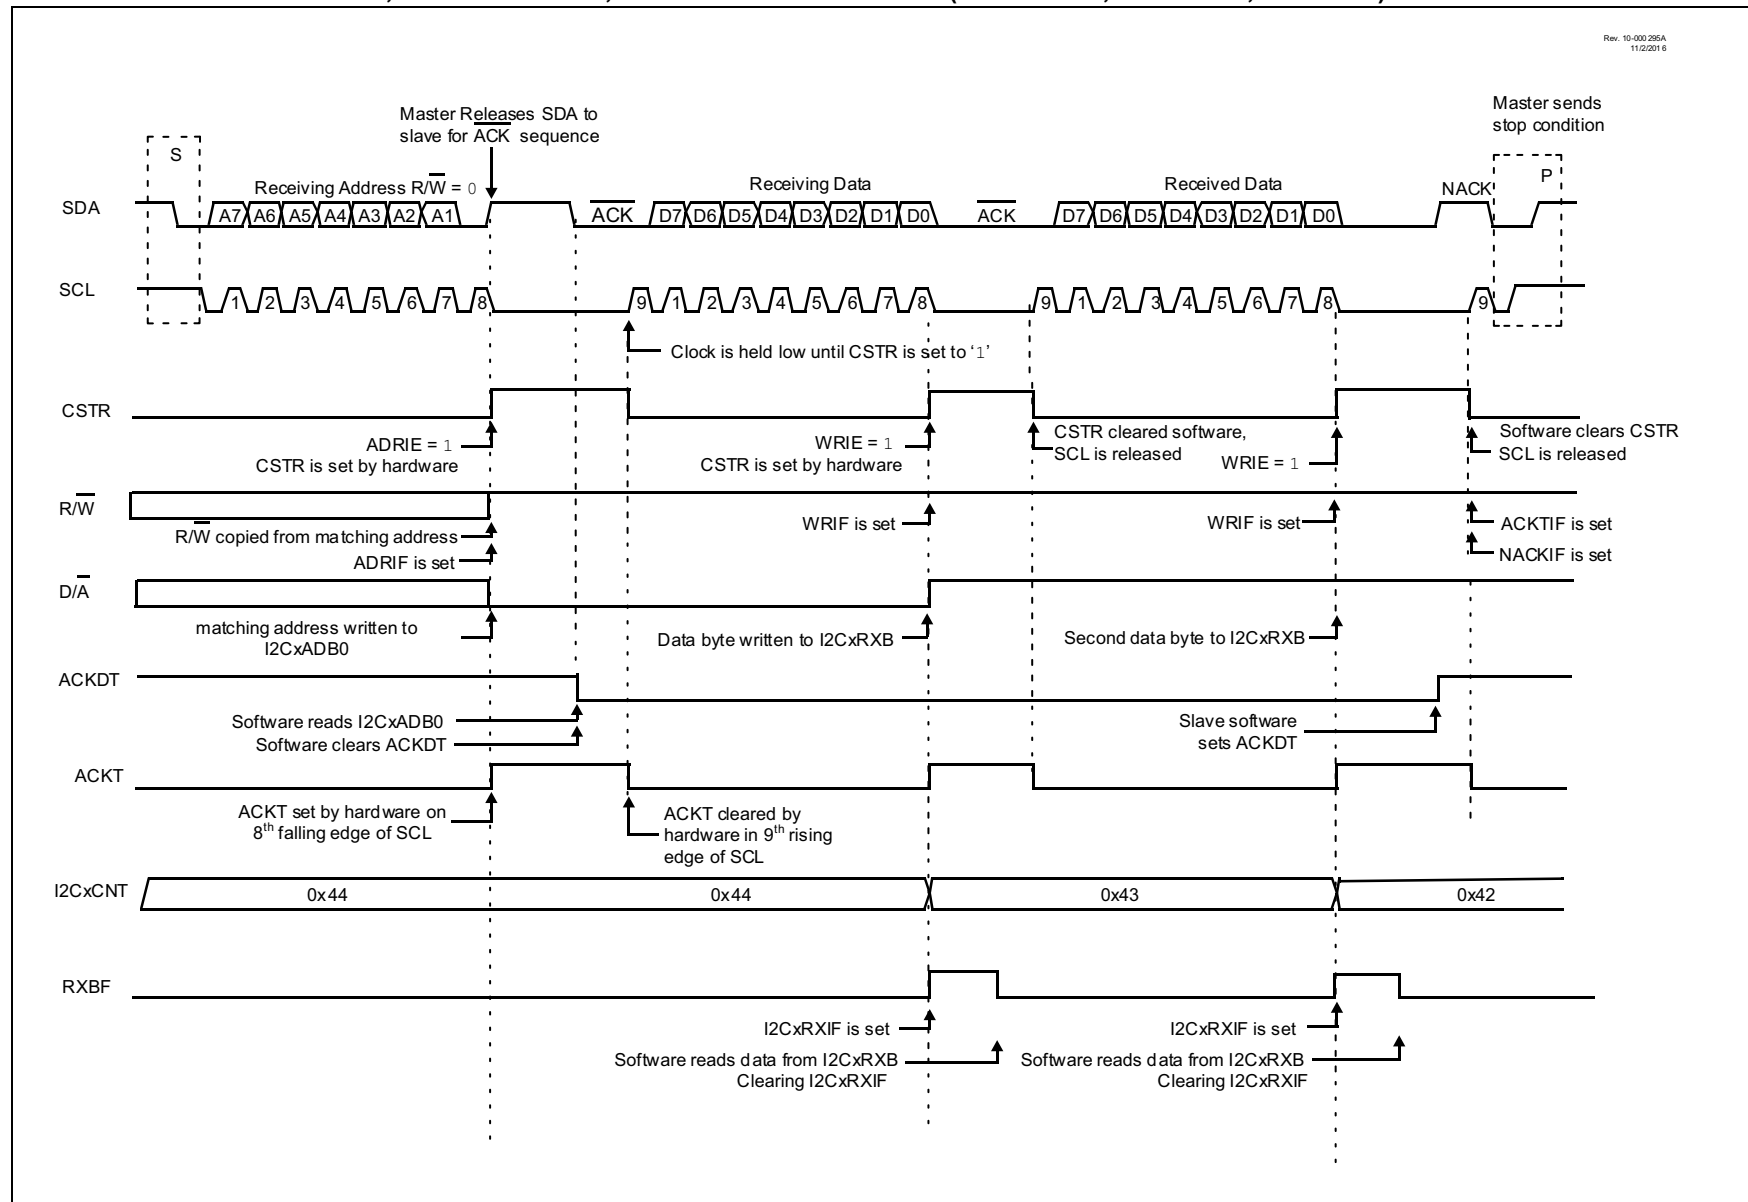 Rev. 10-000295A
11/2/2016
Master Releases SDA to
slave for ACK sequence
Master sends
stop condition
S
P
Receiving Address R/W = 0
Receiving Data
Received Data
NACK
SDA
A7 A6 A5 A4 A3 A2 A1
ACK
D7 D6 D5 D4 D3 D2 D1 D0
ACK
D7 D6 D5 D4 D3 D2 D1 D0
SCL
1 2 3 4 5 6 7 8 9 1 2 3 4 5 6 7 8 9 1 2 3 4 5 6 7 8 9
Clock is held low until CSTR is set to ‘1’
CSTR
ADRIE = 1
CSTR is set by hardware
WRIE = 1
CSTR is set by hardware
CSTR cleared software,
SCL is released
WRIE = 1
Software clears CSTR
SCL is released
R/W
R/W copied from matching address
ADRIF is set
WRIF is set
WRIF is set
ACKTIF is set
NACKIF is set
D/A
matching address written to
I2CxADB0
Data byte written to I2CxRXB
Second data byte to I2CxRXB
ACKDT
Software reads I2CxADB0
Software clears ACKDT
Slave software
sets ACKDT
ACKT
ACKT set by hardware on
8th falling edge of SCL
ACKT cleared by
hardware in 9th rising
edge of SCL
I2CxCNT
0x44
0x44
0x43
0x42
RXBF
I2CxRXIF is set
I2CxRXIF is set
Software reads data from I2CxRXB
Clearing I2CxRXIF
Software reads data from I2CxRXB
Clearing I2CxRXIF